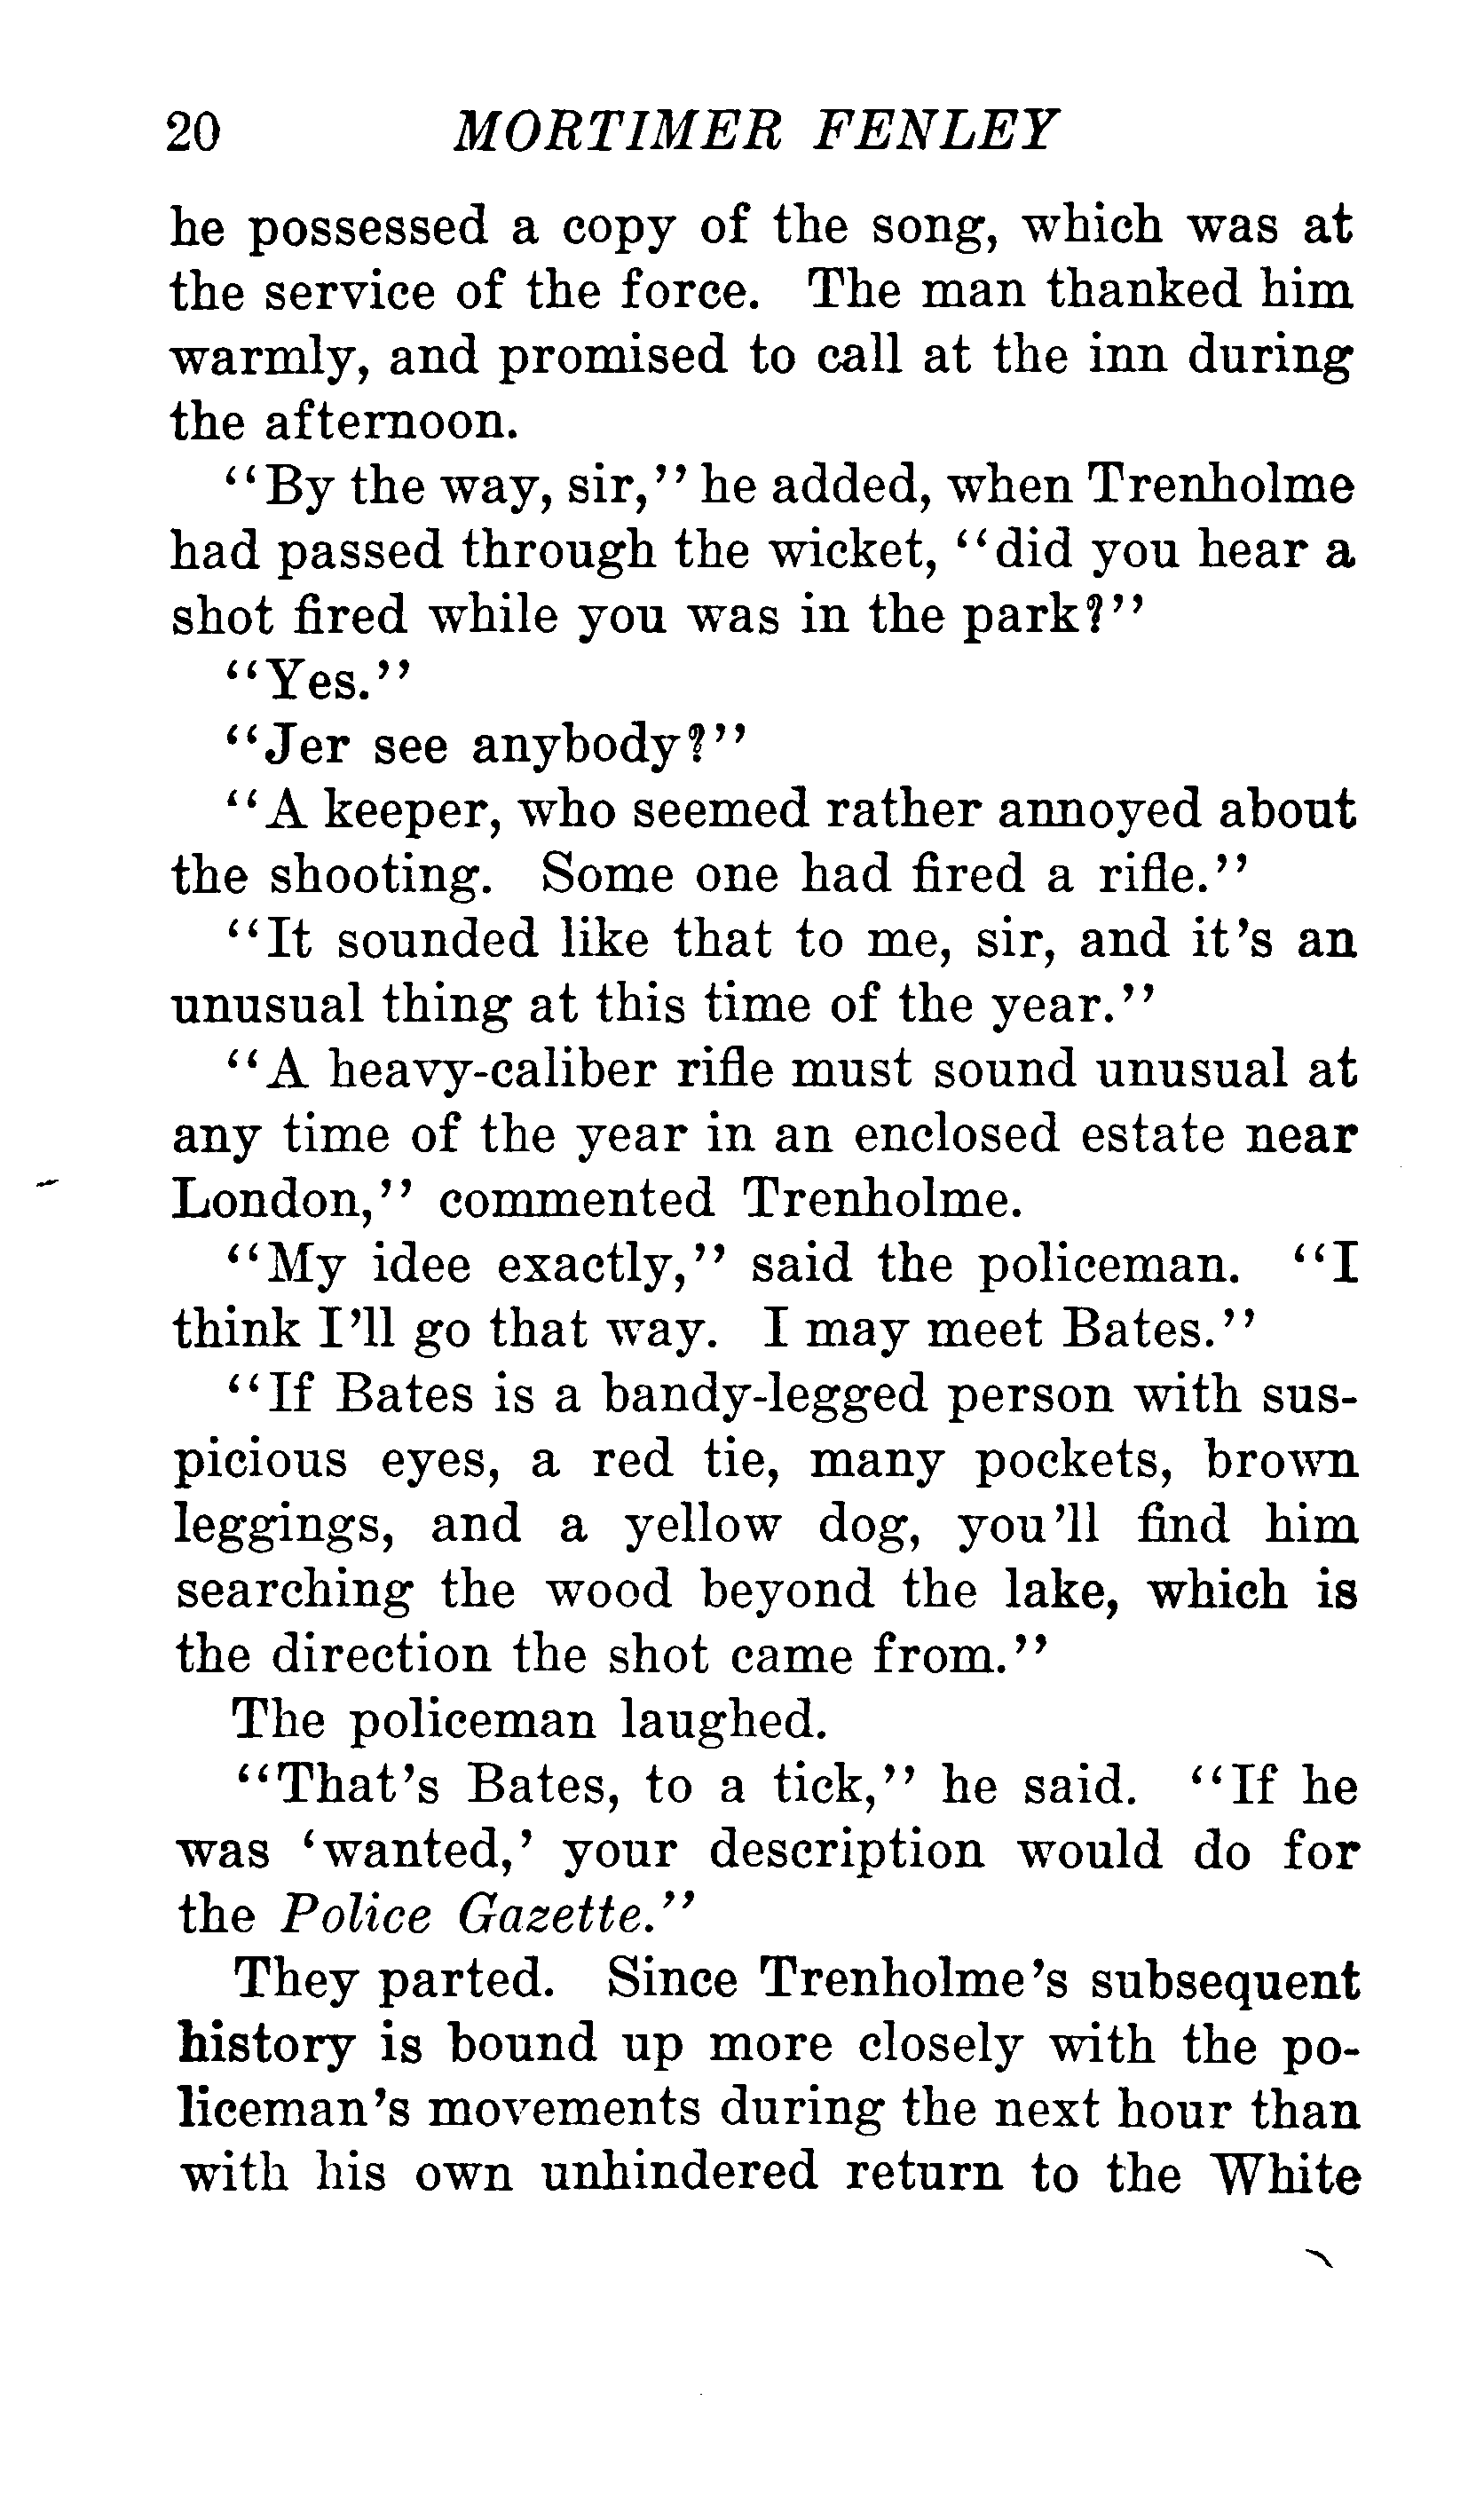 20 MORTIMER FENLEY
he possessed a copy of the song, which was at
the service of the force. The man thanked him
warmly, and promised to call at the inn during
the afternoon.
"By the way, sir," he added, when Trenholme
had passed through the wicket, "did you hear a
shot fired while you was in the park?"
"Yes."
"Jer see anybody?"
"A keeper, who seemed rather annoyed about
the shooting. Some one had fired a rifle."
"It sounded like that to me, sir, and it's an
unusual thing at this time of the year."
"A heavy-caliber rifle must sound unusual at
any time of the year in an enclosed estate near
London," commented Trenholme.
"My idee exactly," said the policeman. "I
think I'll go that way. I may meet Bates."
"If Bates is a bandy-legged person with sus-
picious eyes, a red tie, many pockets, brown
leggings, and a yellow dog, you'll find him
searching the wood beyond the lake, which is
the direction the shot came from."
The policeman laughed.
"That's Bates, to a tick," he said. "If he
was 'wanted,' your description would do for
the Police Gazette."
They parted. Since Trenholme's subsequent
history is bound up more closely with the po-
liceman's movements during the next hour than
with his own unhindered return to the White